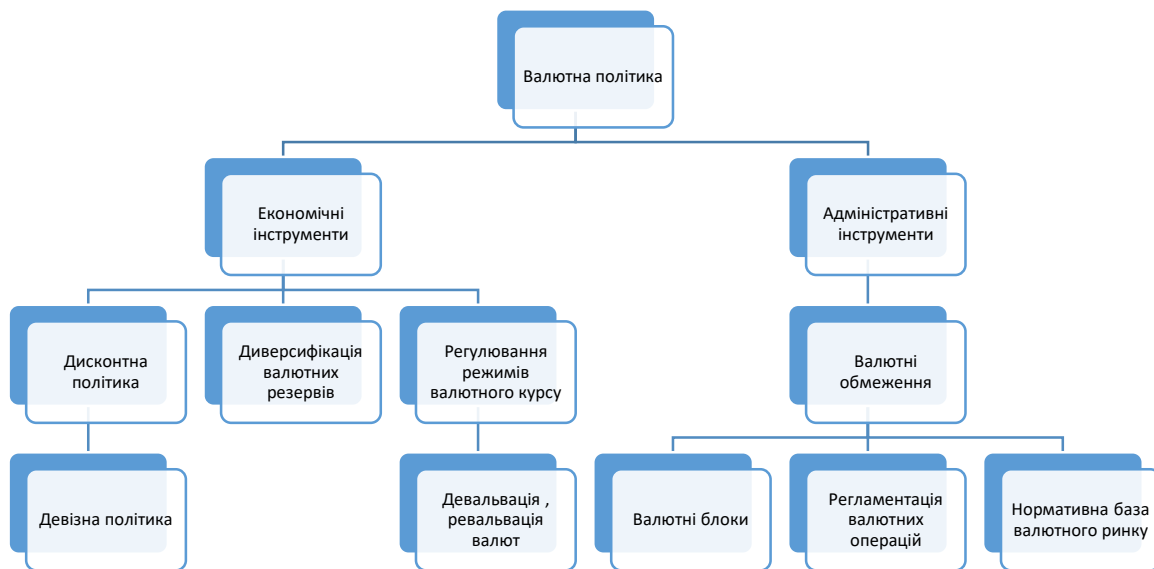 Валютна політика
Економічні
інструменти
Адміністративні
інструменти
Дисконтна
політика
Диверсифікація
валютних
резервів
Регулювання
режимів
валютного курсу
Валютні
обмеження
Девізна політика
Девальвація ,
ревальвація
валют
Валютні блоки
Регламентація
валютних
операцій
Нормативна база
валютного ринку